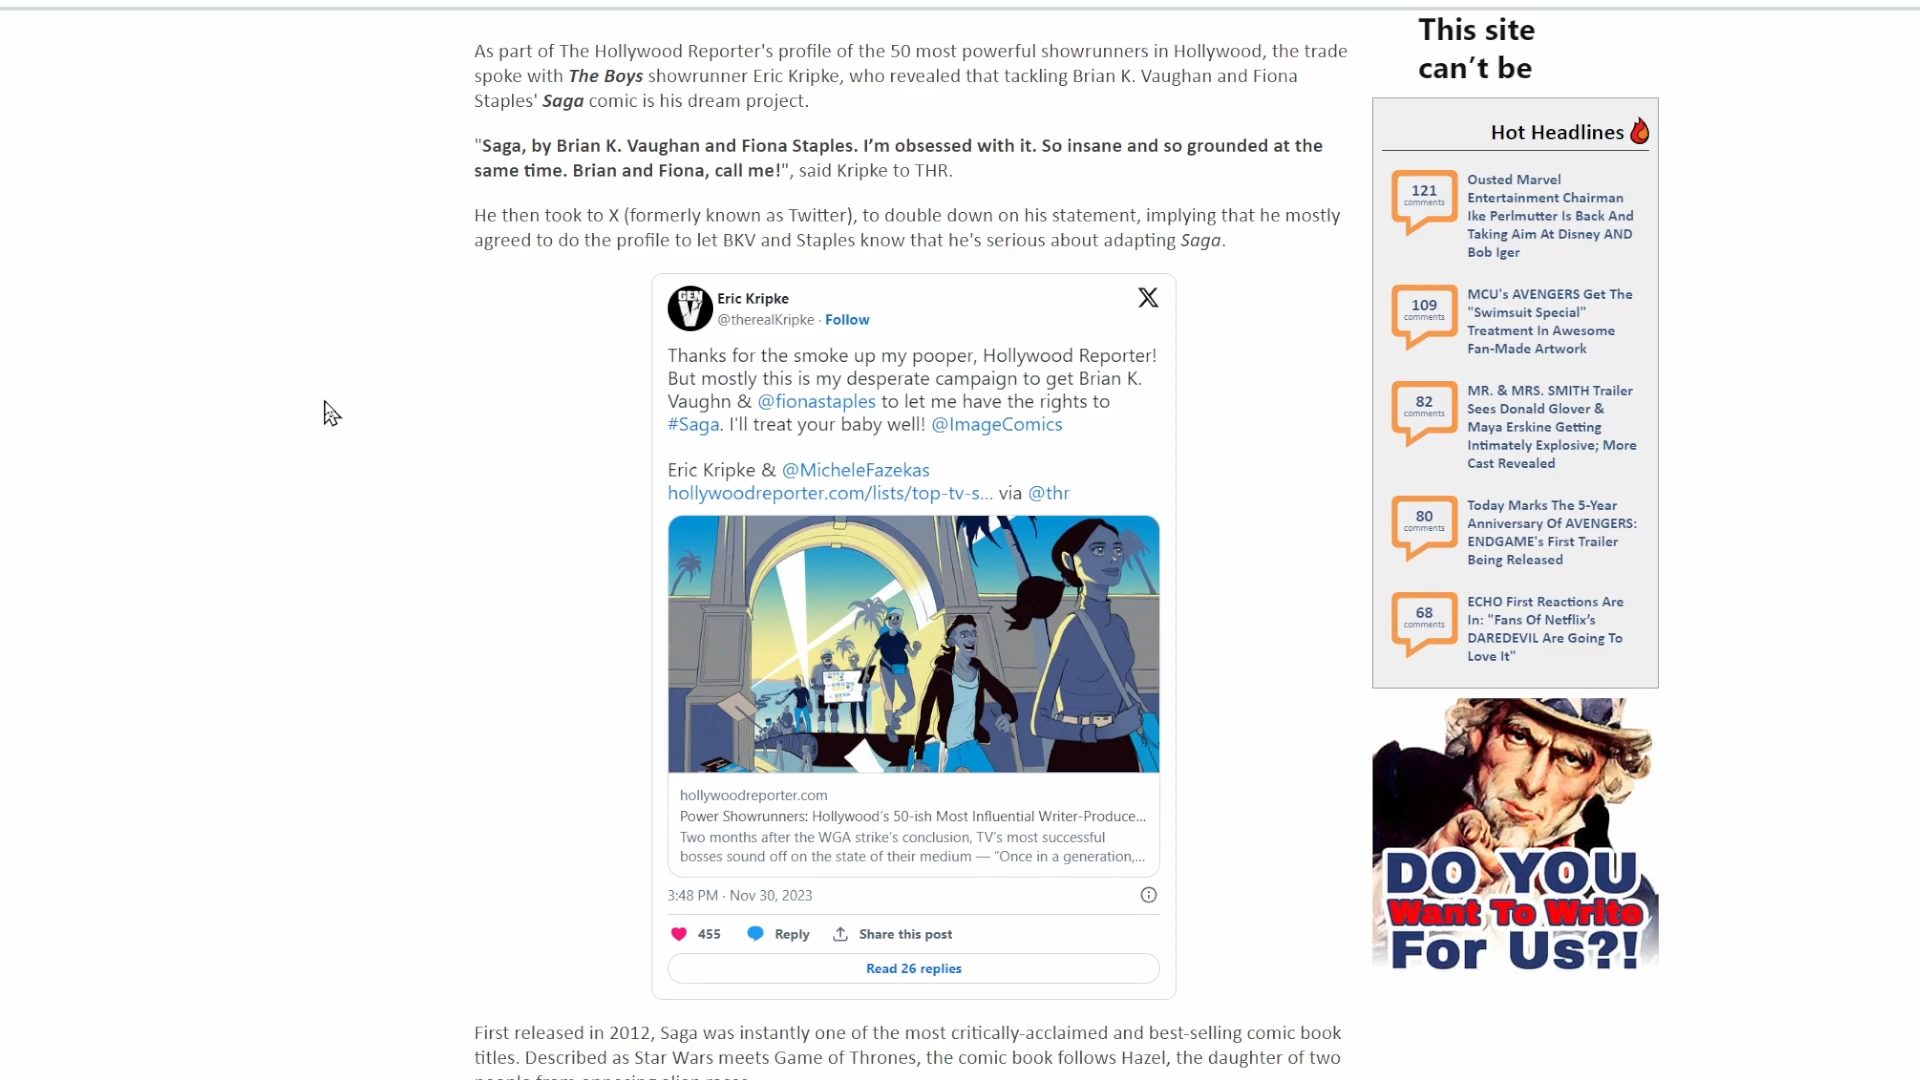 As part of The Hollywood Reporter's profile of the 50 most powerful showrunners in Hollywood, the trade
spoke with The Boys showrunner Eric Kripke, who revealed that tackling Brian K. Vaughan and Fiona
Staples' Saga comic is his dream project.
"Saga, by Brian K. Vaughan and Fiona Staples. I’m obsessed with it. So insane and so grounded at the
same time. Brian and Fiona, call me!", said Kripke to THR.
He then took to X (formerly known as Twitter), to double down on his statement, implying that he mostly
agreed to do the profile to let BKV and Staples know that he's serious about adapting Saga.
GEN
V
Eric Kripke
@therealKripke · Follow
Thanks for the smoke up my pooper, Hollywood Reporter!
But mostly this is my desperate campaign to get Brian K.
Vaughn & @fionastaples to let me have the rights to
#Saga. I'll treat your baby well! @ImageComics
Eric Kripke & @MicheleFazekas
hollywoodreporter.com/lists/top-tv-s... via @thr
hollywoodreporter.com
Power Showrunners: Hollywood’s 50-ish Most Influential Writer-Produce...
Two months after the WGA strike’s conclusion, TV’s most successful
bosses sound off on the state of their medium — “Once in a generation,...
3:48 PM · Nov 30, 2023
455
Reply
Share this post
Read 26 replies
First released in 2012, Saga was instantly one of the most critically-acclaimed and best-selling comic book
titles. Described as Star Wars meets Game of Thrones, the comic book follows Hazel, the daughter of two
This site
can’t be
Hot Headlines
121
comments
Ousted Marvel
Entertainment Chairman
Ike Perlmutter Is Back And
Taking Aim At Disney AND
Bob Iger
109
comments
MCU's AVENGERS Get The
"Swimsuit Special"
Treatment In Awesome
Fan-Made Artwork
82
comments
MR. & MRS. SMITH Trailer
Sees Donald Glover &
Maya Erskine Getting
Intimately Explosive; More
Cast Revealed
80
comments
Today Marks The 5-Year
Anniversary Of AVENGERS:
ENDGAME's First Trailer
Being Released
68
comments
ECHO First Reactions Are
In: "Fans Of Netflix’s
DAREDEVIL Are Going To
Love It"
DO YOU
Want To Write
For Us?!